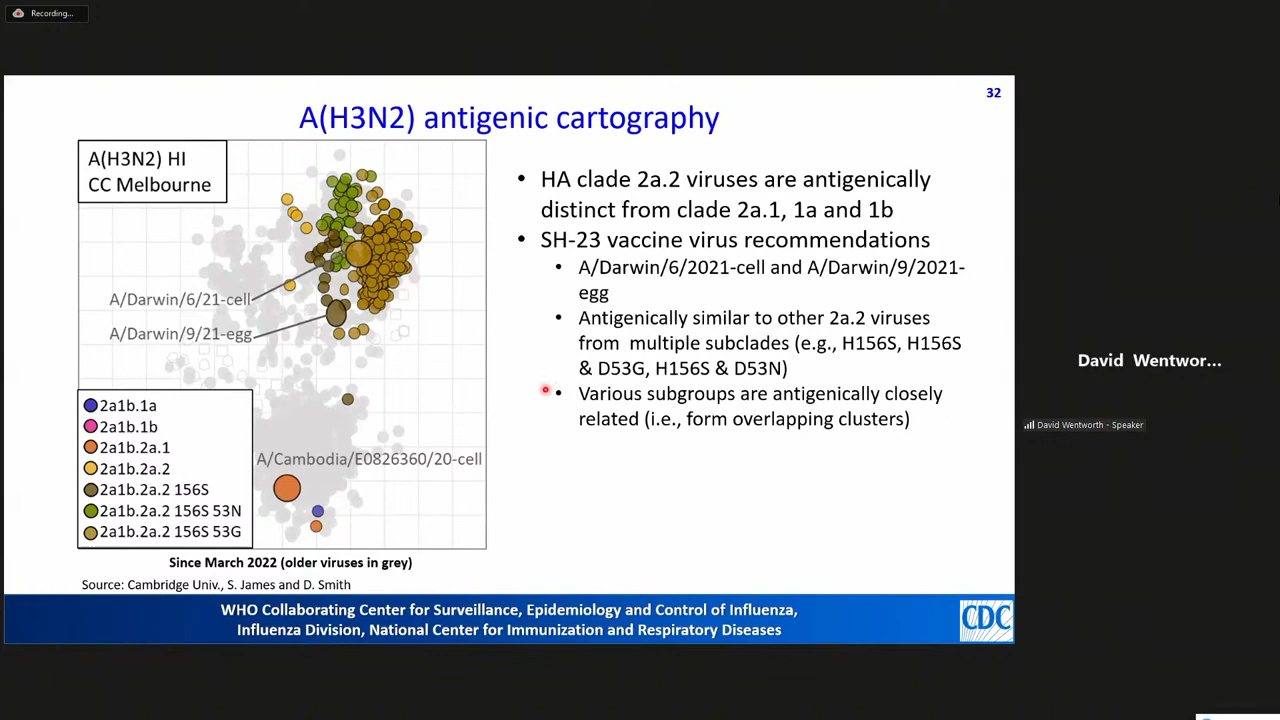 Recording...
32
A(H3N2) antigenic cartography
A(H3N2) HI
CC Melbourne
A/Darwin/6/21-cell
A/Darwin/9/21-egg
2a1b.1a
2a1b.1b
2a1b.2a.1
2a1b.2a.2
2a1b.2a.2 156S
2a1b.2a.2 156S 53N
2a1b.2a.2 156S 53G
A/Cambodia/E0826360/20-cell
Since March 2022 (older viruses in grey)
Source: Cambridge Univ., S. James and D. Smith
• HA clade 2a.2 viruses are antigenically
distinct from clade 2a.1, 1a and 1b
• SH-23 vaccine virus recommendations
• A/Darwin/6/2021-cell and A/Darwin/9/2021-
egg
• Antigenically similar to other 2a.2 viruses
from multiple subclades (e.g., H156S, H156S
& D53G, H156S & D53N)
• Various subgroups are antigenically closely
related (i.e., form overlapping clusters)
WHO Collaborating Center for Surveillance, Epidemiology and Control of Influenza,
Influenza Division, National Center for Immunization and Respiratory Diseases
CDC
David Wentwor...
David Wentworth - Speaker